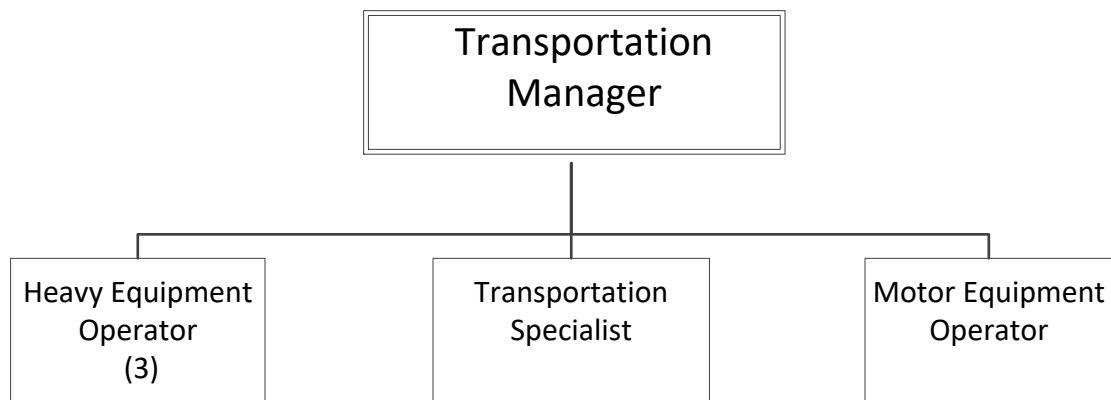 Transportation
Manager
Heavy Equipment
Operator
(3)
Transportation
Specialist
Motor Equipment
Operator